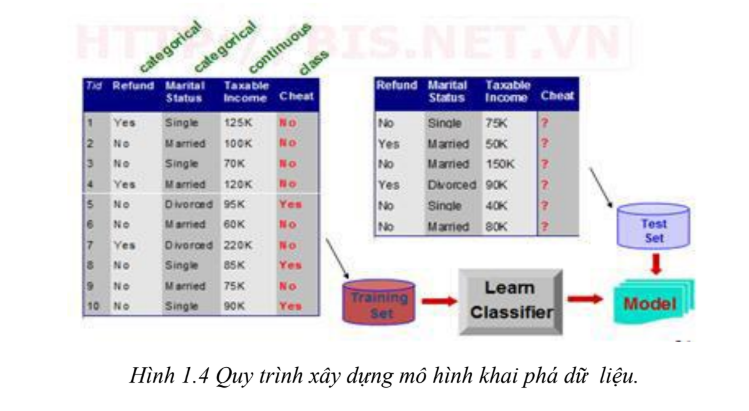 HTTP://BIS.NET.VN
categorical
categorical
continuous
class
Tid Refund Marital Status Taxable Income Cheat
1 Yes Single 125K No
2 No Married 100K No
3 No Single 70K No
4 Yes Married 120K No
5 No Divorced 95K Yes
6 No Married 60K No
7 Yes Divorced 220K No
8 No Single 85K Yes
9 No Married 75K No
10 No Single 90K Yes
Refund Marital Status Taxable Income Cheat
No Single 75K ?
Yes Married 50K ?
No Married 150K ?
Yes Divorced 90K ?
No Single 40K ?
No Married 80K ?
Test
Set
Training
Set
Learn
Classifier
Model
Hình 1.4 Quy trình xây dựng mô hình khai phá dữ liệu.